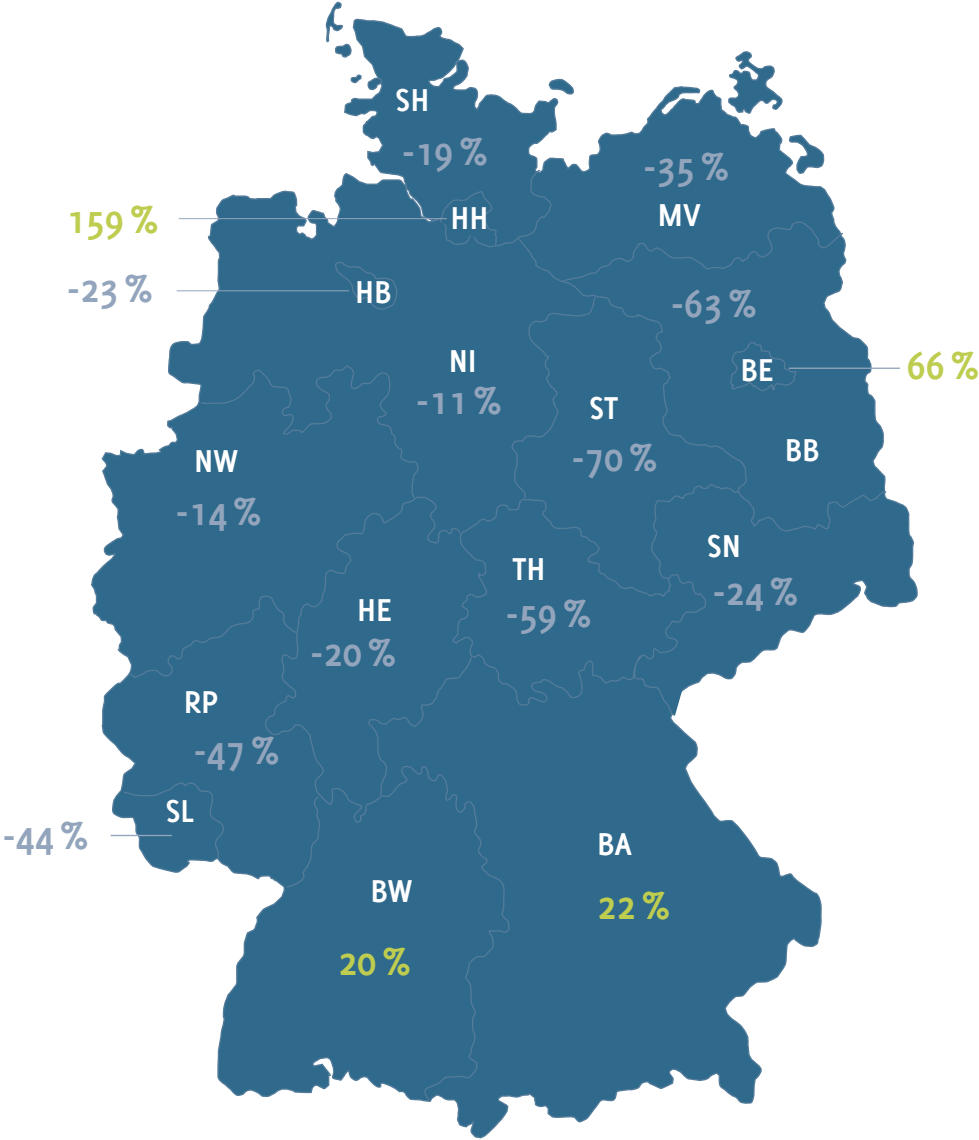 SH
-19 %
-35 %
MV
159 %
HH
-23 %
HB
-63 %
NI
-11 %
BE
66 %
ST
-70 %
BB
NW
-14 %
SN
-24 %
TH
-59 %
HE
-20 %
RP
-47 %
SL
-44 %
BA
22 %
BW
20 %